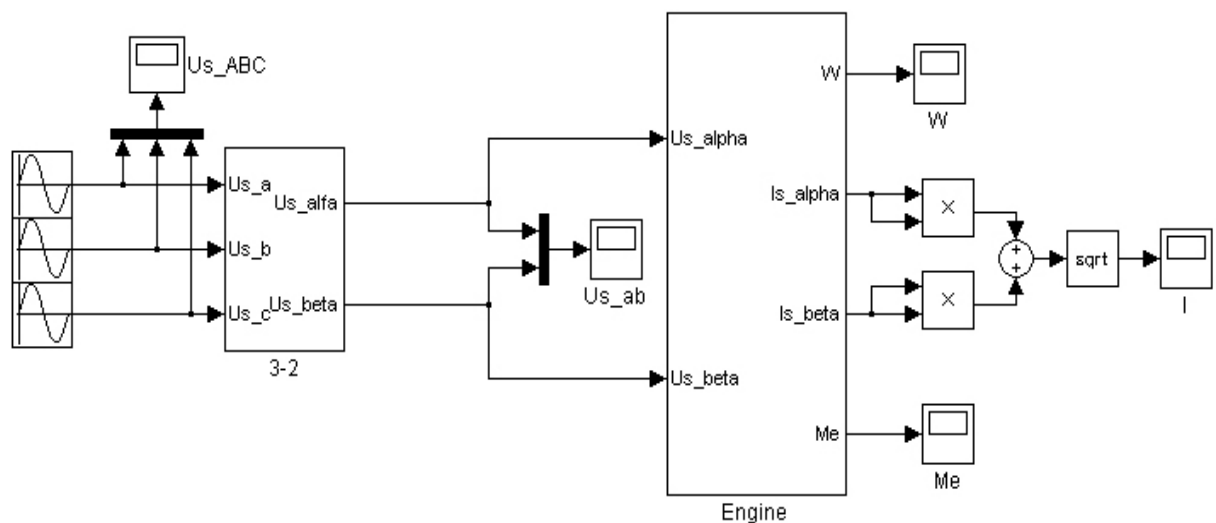 Us_ABC
Us_a
Us_b
Us_c
Us_alfa
Us_beta
3-2
Us_ab
Us_alpha
Us_beta
W
Is_alpha
Is_beta
Me
Engine
W
×
×
+
+
sqrt
I
Me